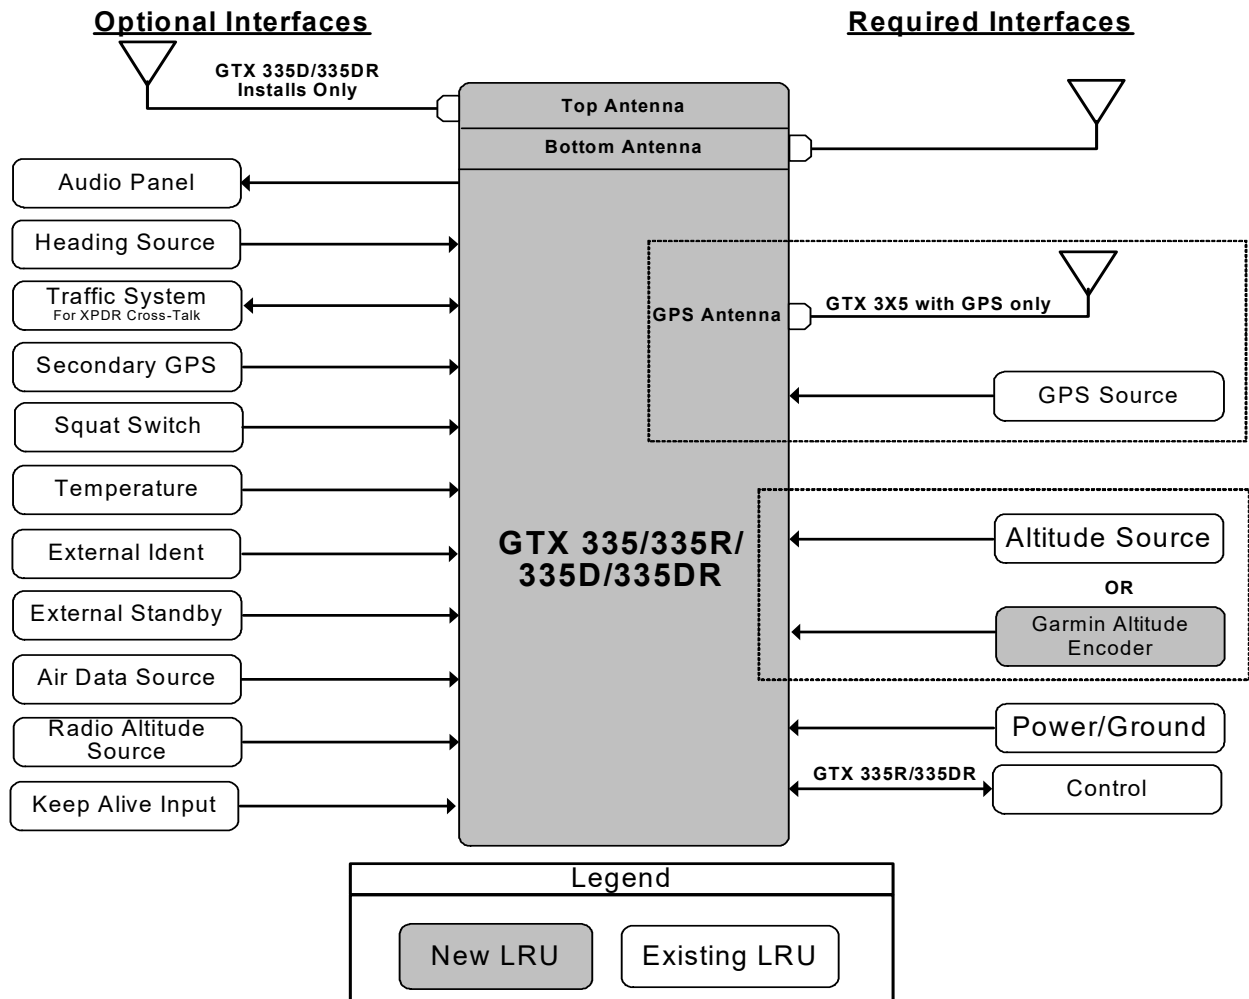 Optional Interfaces
Required Interfaces
GTX 335D/335DR
Installs Only
Top Antenna
Bottom Antenna
Audio Panel
Heading Source
Traffic System
For XPDR Cross-Talk
Secondary GPS
Squat Switch
Temperature
External Ident
External Standby
Air Data Source
Radio Altitude
Source
Keep Alive Input
GPS Antenna
GTX 3X5 with GPS only
GPS Source
GTX 335/335R/
335D/335DR
Altitude Source
OR
Garmin Altitude
Encoder
Power/Ground
GTX 335R/335DR
Control
Legend
New LRU
Existing LRU